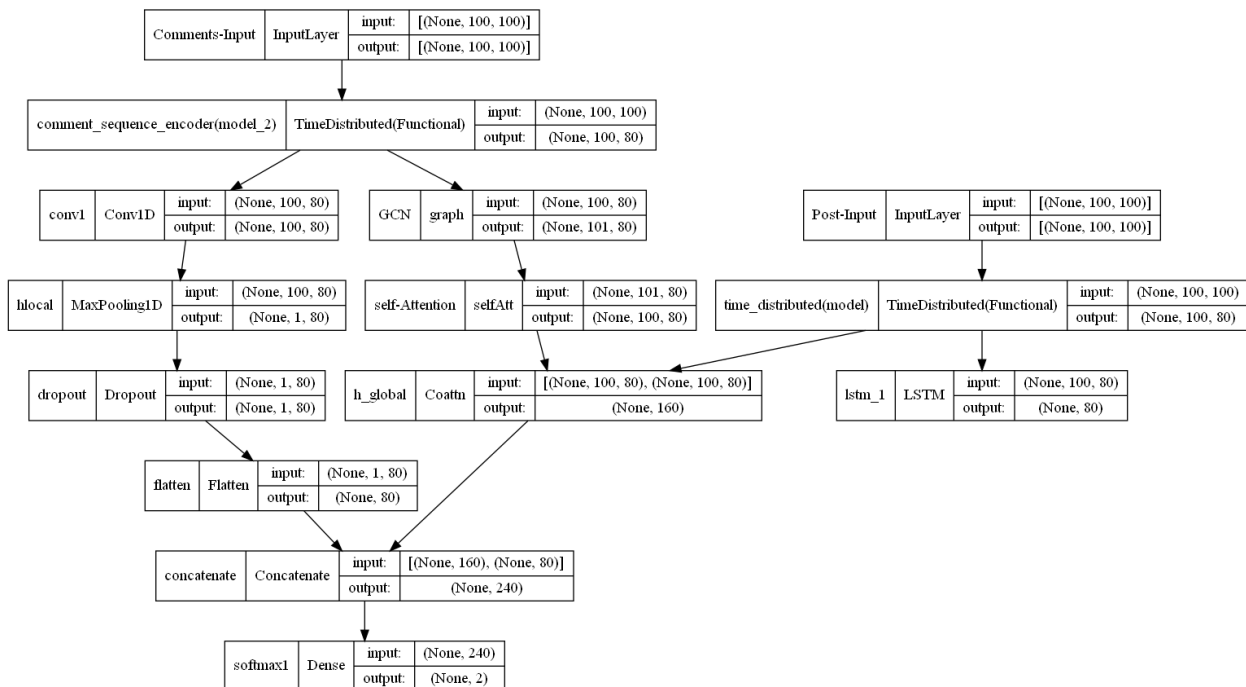 Comments-Input InputLayer input: [(None, 100, 100)]
output: [(None, 100, 100)]
comment_sequence_encoder(model_2) TimeDistributed(Functional) input: (None, 100, 100)
output: (None, 100, 80)
conv1 Conv1D input: (None, 100, 80)
output: (None, 100, 80)
GCN graph input: (None, 100, 80)
output: (None, 101, 80)
Post-Input InputLayer input: [(None, 100, 100)]
output: [(None, 100, 100)]
hlocal MaxPooling1D input: (None, 100, 80)
output: (None, 1, 80)
self-Attention selfAtt input: (None, 101, 80)
output: (None, 100, 80)
time_distributed(model) TimeDistributed(Functional) input: (None, 100, 100)
output: (None, 100, 80)
dropout Dropout input: (None, 1, 80)
output: (None, 1, 80)
h_global Coattn input: [(None, 100, 80), (None, 100, 80)]
output: (None, 160)
lstm_1 LSTM input: (None, 100, 80)
output: (None, 80)
flatten Flatten input: (None, 1, 80)
output: (None, 80)
concatenate Concatenate input: [(None, 160), (None, 80)]
output: (None, 240)
softmax1 Dense input: (None, 240)
output: (None, 2)